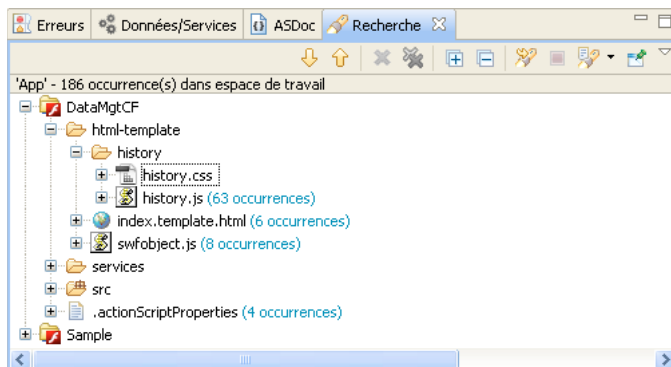 Erreurs Données/Services ASDoc Recherche
'App' - 186 occurrence(s) dans espace de travail
DataMgtCF
html-template
history
history.css
history.js (63 occurrences)
index.template.html (6 occurrences)
swfobject.js (8 occurrences)
services
src
.actionScriptProperties (4 occurrences)
Sample